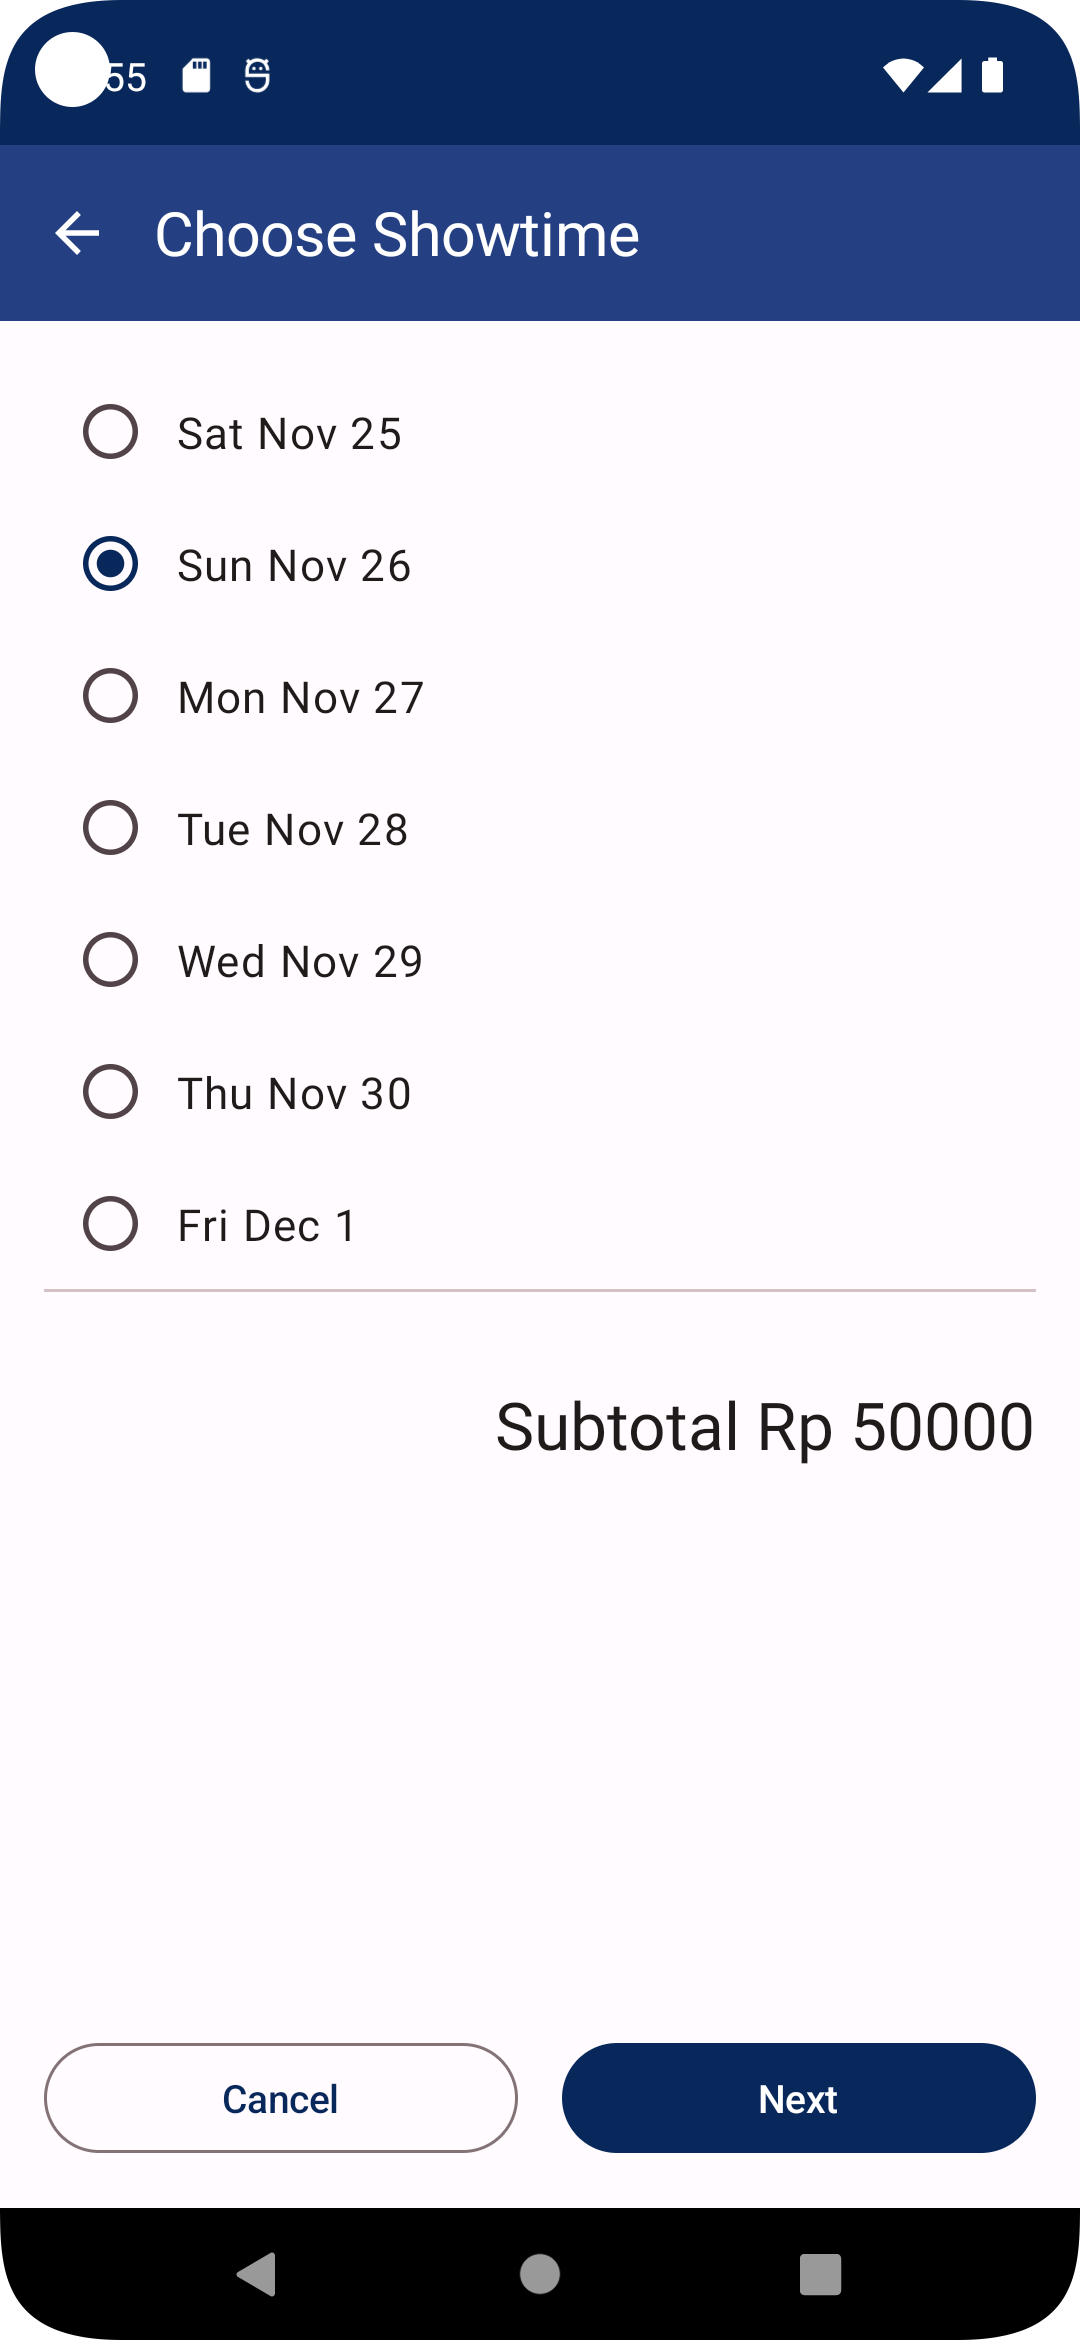 55
Choose Showtime
Sat Nov 25
Sun Nov 26
Mon Nov 27
Tue Nov 28
Wed Nov 29
Thu Nov 30
Fri Dec 1
Subtotal Rp 50000
Cancel
Next